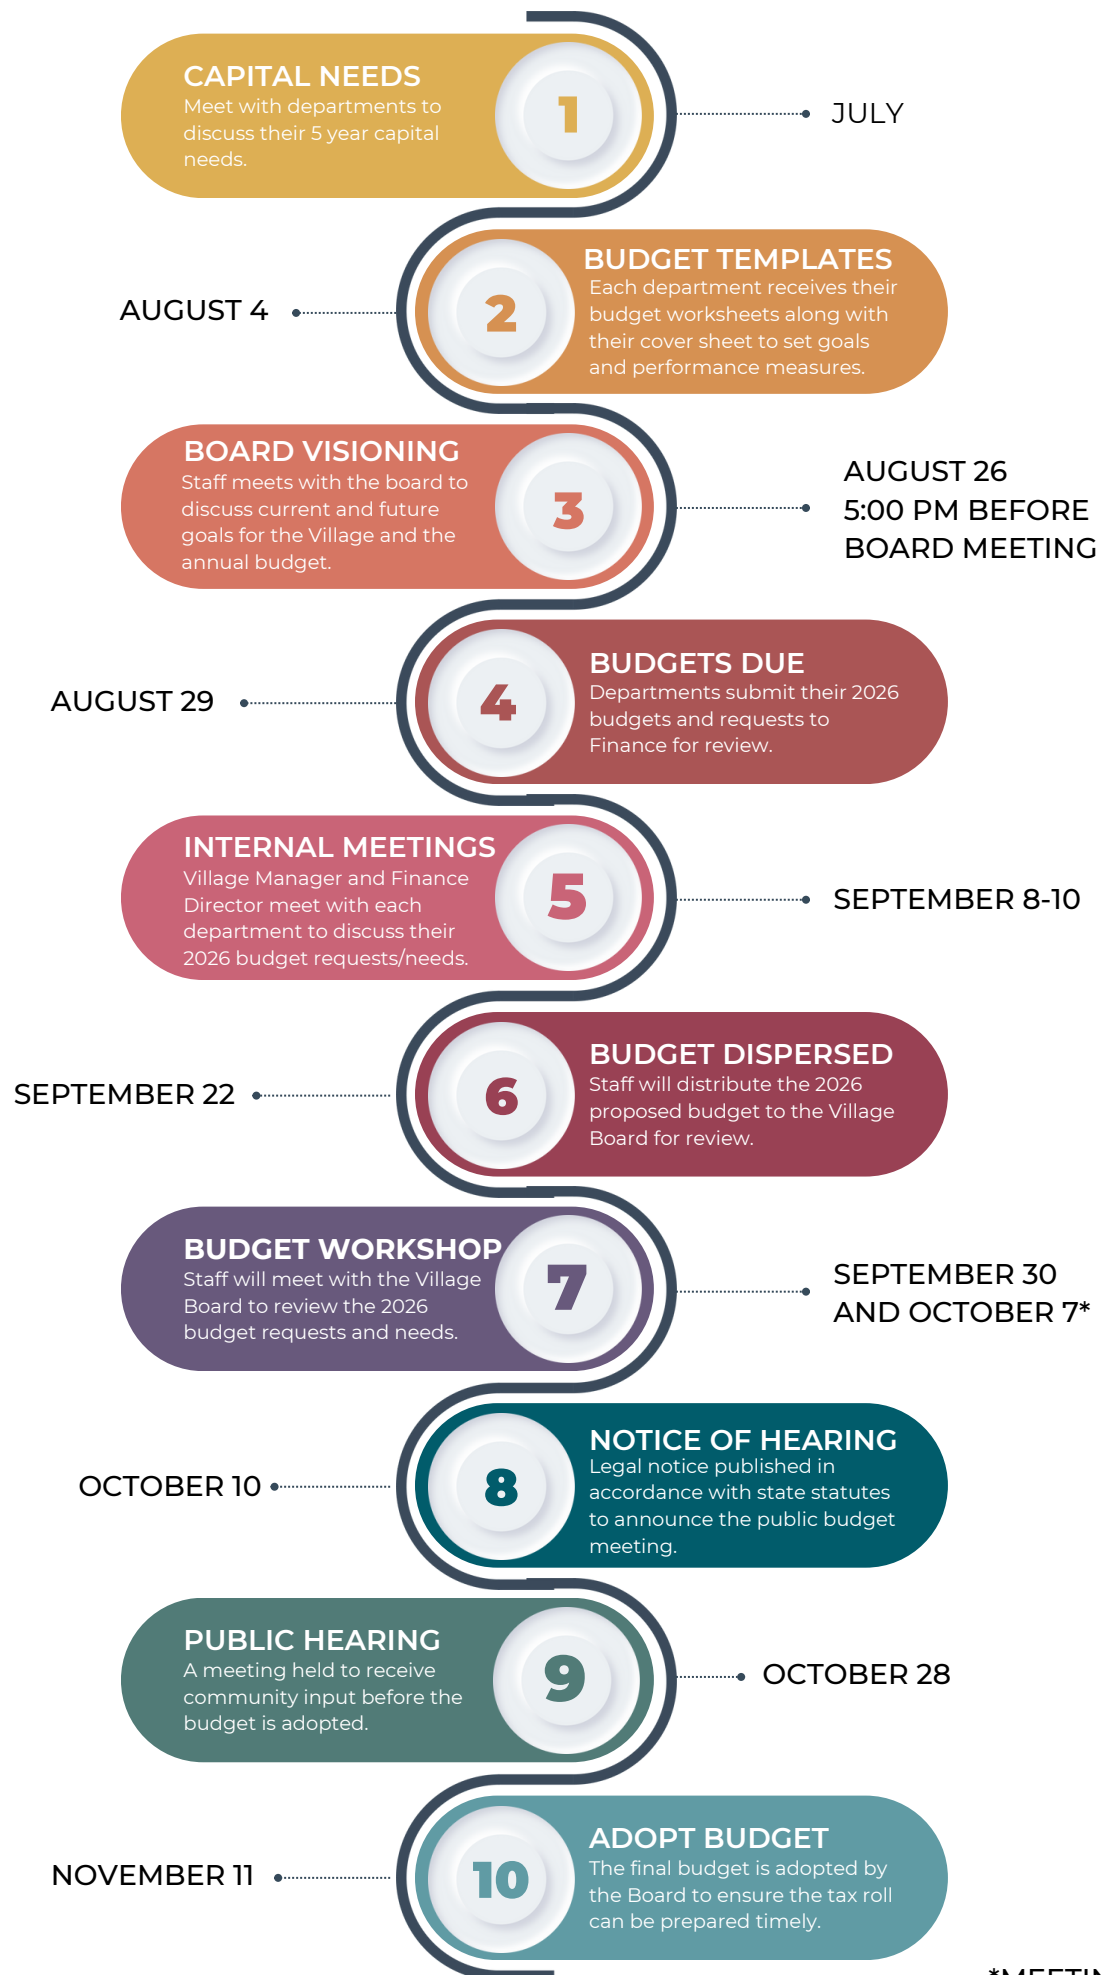 CAPITAL NEEDS
Meet with departments to
discuss their 5 year capital
needs.
1
JULY
AUGUST 4
2
BUDGET TEMPLATES
Each department receives their
budget worksheets along with
their cover sheet to set goals
and performance measures.
BOARD VISIONING
Staff meets with the board to
discuss current and future
goals for the Village and the
annual budget.
3
AUGUST 26
5:00 PM BEFORE
BOARD MEETING
AUGUST 29
4
BUDGETS DUE
Departments submit their 2026
budgets and requests to
Finance for review.
INTERNAL MEETINGS
Village Manager and Finance
Director meet with each
department to discuss their
2026 budget requests/needs.
5
SEPTEMBER 8-10
SEPTEMBER 22
6
BUDGET DISPERSED
Staff will distribute the 2026
proposed budget to the Village
Board for review.
BUDGET WORKSHOP
Staff will meet with the Village
Board to review the 2026
budget requests and needs.
7
SEPTEMBER 30
AND OCTOBER 7*
OCTOBER 10
8
NOTICE OF HEARING
Legal notice published in
accordance with state statutes
to announce the public budget
meeting.
PUBLIC HEARING
A meeting held to receive
community input before the
budget is adopted.
9
OCTOBER 28
NOVEMBER 11
10
ADOPT BUDGET
The final budget is adopted by
the Board to ensure the tax roll
can be prepared timely.